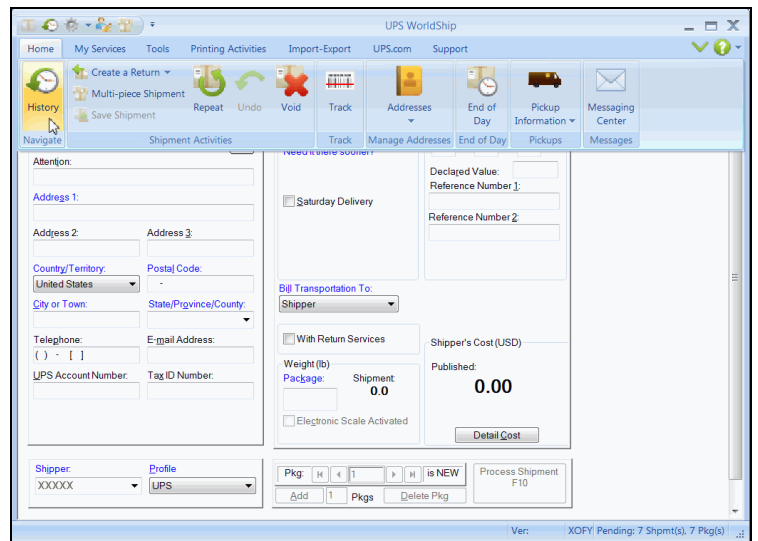 UPS WorldShip
Home My Services Tools Printing Activities Import-Export UPS.com Support
History
Create a Return
Multi-piece Shipment
Save Shipment
Repeat Undo Void Track Addresses End of Day Pickup Information Messaging Center
Navigate Shipment Activities Track Manage Addresses End of Day Pickups Messages
Need it there sooner?
Attention:
Declared Value:
Reference Number 1:
Address 1:
Saturday Delivery
Reference Number 2:
Address 2: Address 3:
Country/Territory: Postal Code:
United States -
Bill Transportation To:
Shipper
City or Town: State/Province/County:
Telephone: E-mail Address:
( ) - [ ]
With Return Services
Shipper's Cost (USD)
Weight (lb)
Published:
UPS Account Number: Tax ID Number:
Package: Shipment:
0.0
0.00
Electronic Scale Activated
Detail Cost
Shipper: Profile
XXXXX UPS
Pkg: 1 is NEW
Process Shipment
F10
Add 1 Pkgs Delete Pkg
Ver: XOFY Pending: 7 Shpmt(s), 7 Pkg(s)